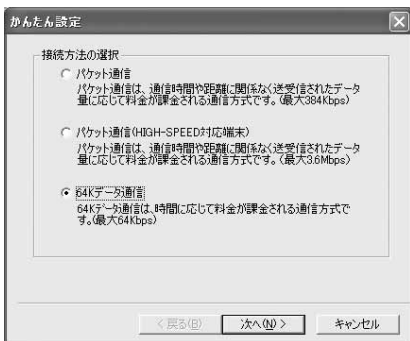 かんたん設定
接続方法の選択
パケット通信
パケット通信は、通信時間や距離に関係なく送受信されたデータ
量に応じて料金が課金される通信方式です。（最大384Kbps）
パケット通信(HIGH-SPEED対応端末)
パケット通信は、通信時間や距離に関係なく送受信されたデータ
量に応じて料金が課金される通信方式です。（最大3.6Mbps）
64Kデータ通信
64Kデータ通信は、時間に応じて料金が課金される通信方式で
す。（最大64Kbps）
< 戻る(B)
次へ(N) >
キャンセル